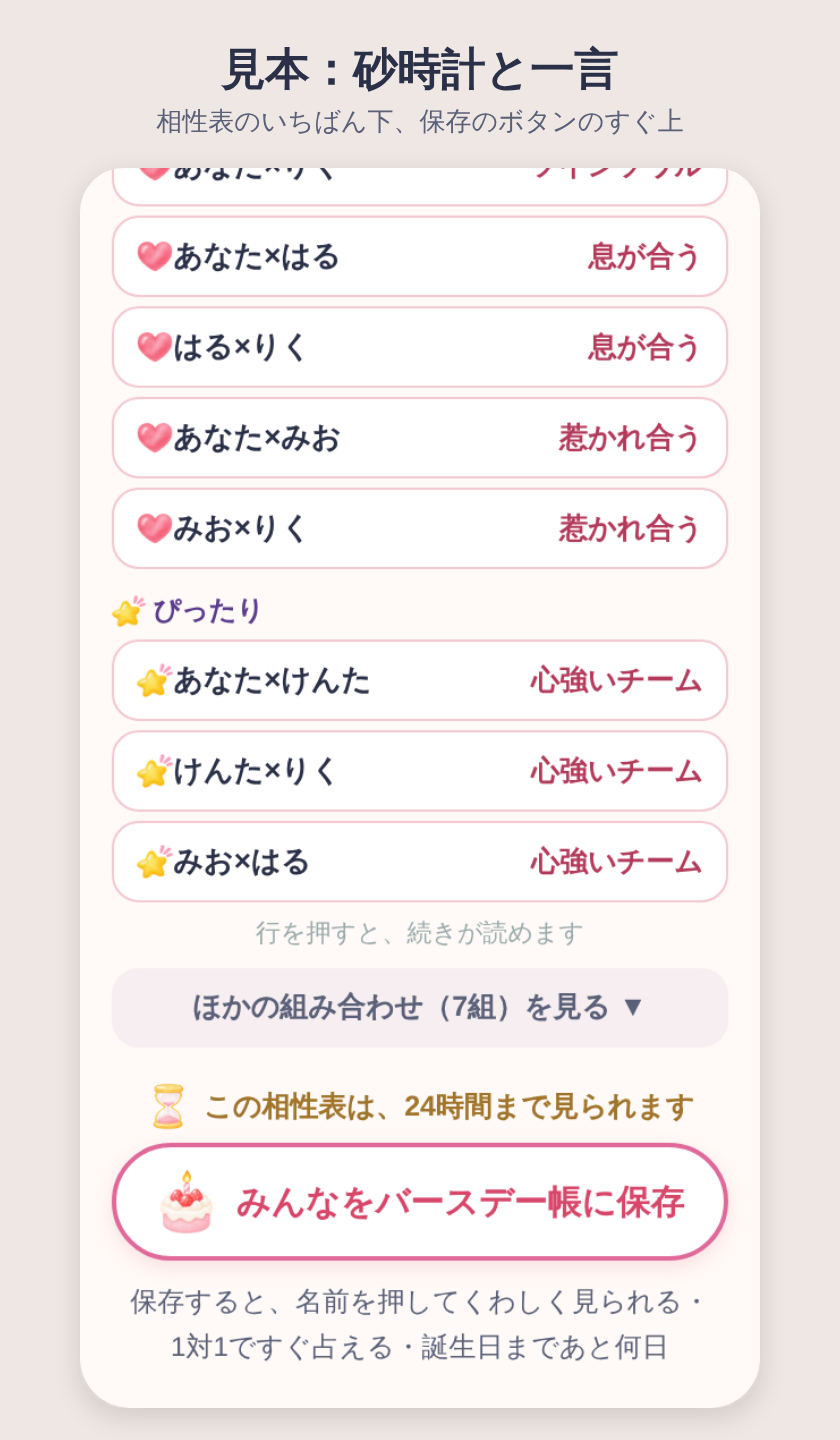 見本：砂時計と一言
相性表のいちばん下、保存のボタンのすぐ上
あなた×りく
あなた×はる 息が合う
はる×りく 息が合う
あなた×みお 惹かれ合う
みお×りく 惹かれ合う
ぴったり
あなた×けんた 心強いチーム
けんた×りく 心強いチーム
みお×はる 心強いチーム
行を押すと、続きが読めます
ほかの組み合わせ（7組）を見る ▼
この相性表は、24時間まで見られます
みんなをバースデー帳に保存
保存すると、名前を押してくわしく見られる・
1対1ですぐ占える・誕生日まであと何日